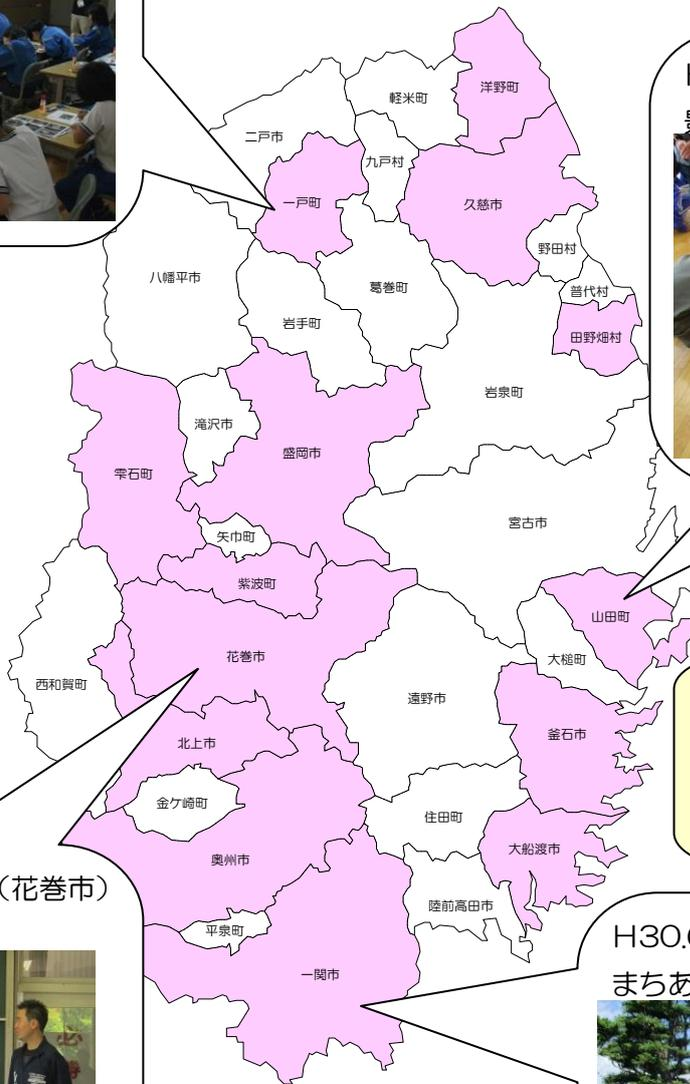 洋野町
軽米町
二戸市
九戸村
一戸町
久慈市
野田村
八幡平市
葛巻町
普代村
岩手町
田野畑村
岩泉町
滝沢市
盛岡市
雫石町
宮古市
矢巾町
紫波町
山田町
花巻市
大槌町
西和賀町
遠野市
釜石市
北上市
金ケ崎町
住田町
大船渡市
奥州市
（花巻市）
陸前高田市
平泉町
H30.
まちあ
一関市